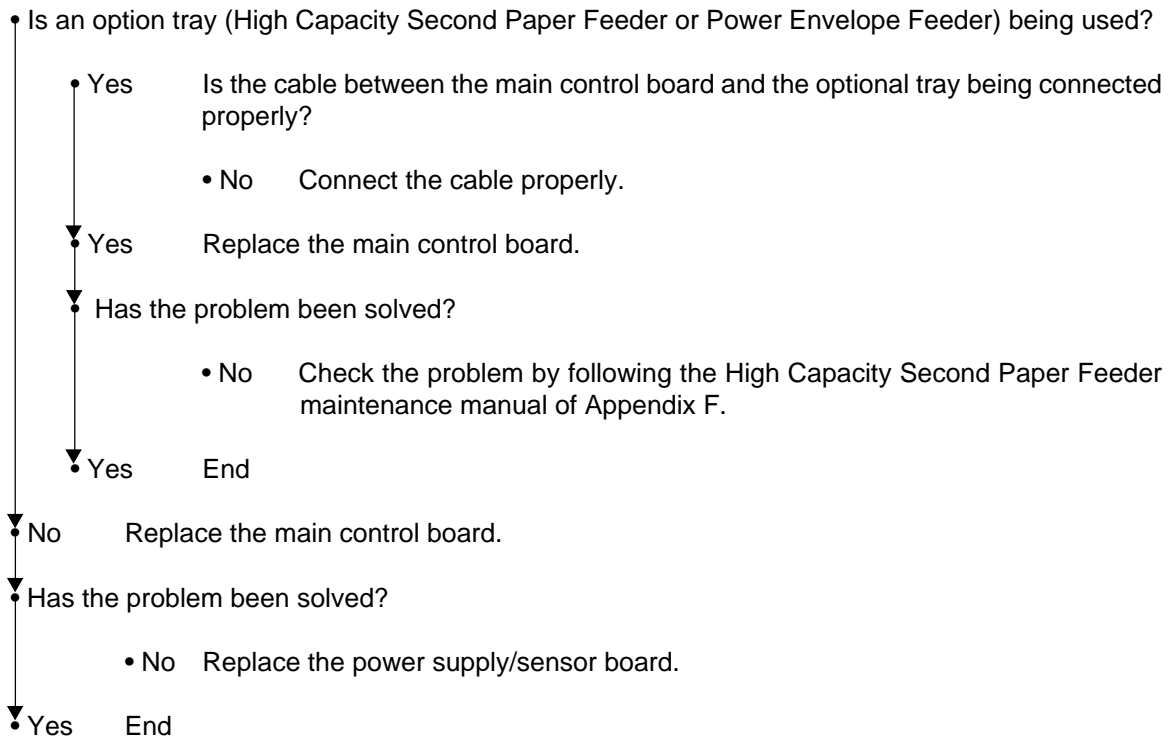 • Is an option tray (High Capacity Second Paper Feeder or Power Envelope Feeder) being used?
• Yes Is the cable between the main control board and the optional tray being connected
properly?
• No Connect the cable properly.
• Yes Replace the main control board.
• Has the problem been solved?
• No Check the problem by following the High Capacity Second Paper Feeder
maintenance manual of Appendix F.
• Yes End
• No Replace the main control board.
• Has the problem been solved?
• No Replace the power supply/sensor board.
• Yes End